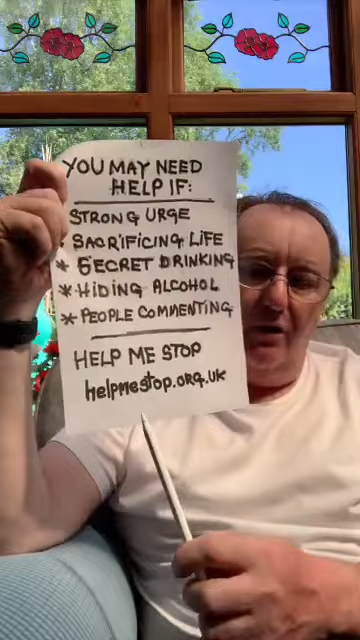 YOU MAY NEED
HELP IF:
STRONG URGE
* SACRIFICING LIFE
* SECRET DRINKING
* HIDING ALCOHOL
* PEOPLE COMMENTING
HELP ME STOP
helpmestop.org.uk